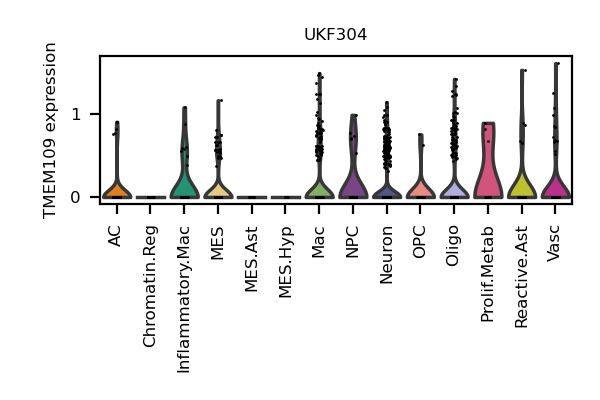 UKF304
TMEM109 expression
1
0
AC
Chromatin.Reg
Inflammatory.Mac
MES
MES.Ast
MES.Hyp
Mac
NPC
Neuron
OPC
Oligo
Prolif.Metab
Reactive.Ast
Vasc